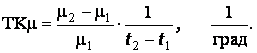 ТКμ = (μ₂ − μ₁)/μ₁ · 1/(t₂ − t₁), 1/град.